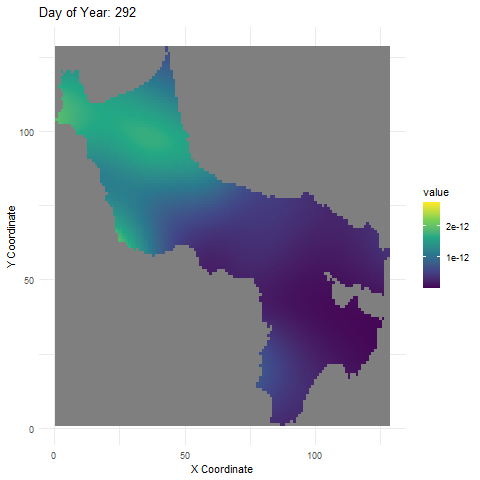 Day of Year: 292
Y Coordinate
100
50
0
0
50
100
X Coordinate
value
2e-12
1e-12